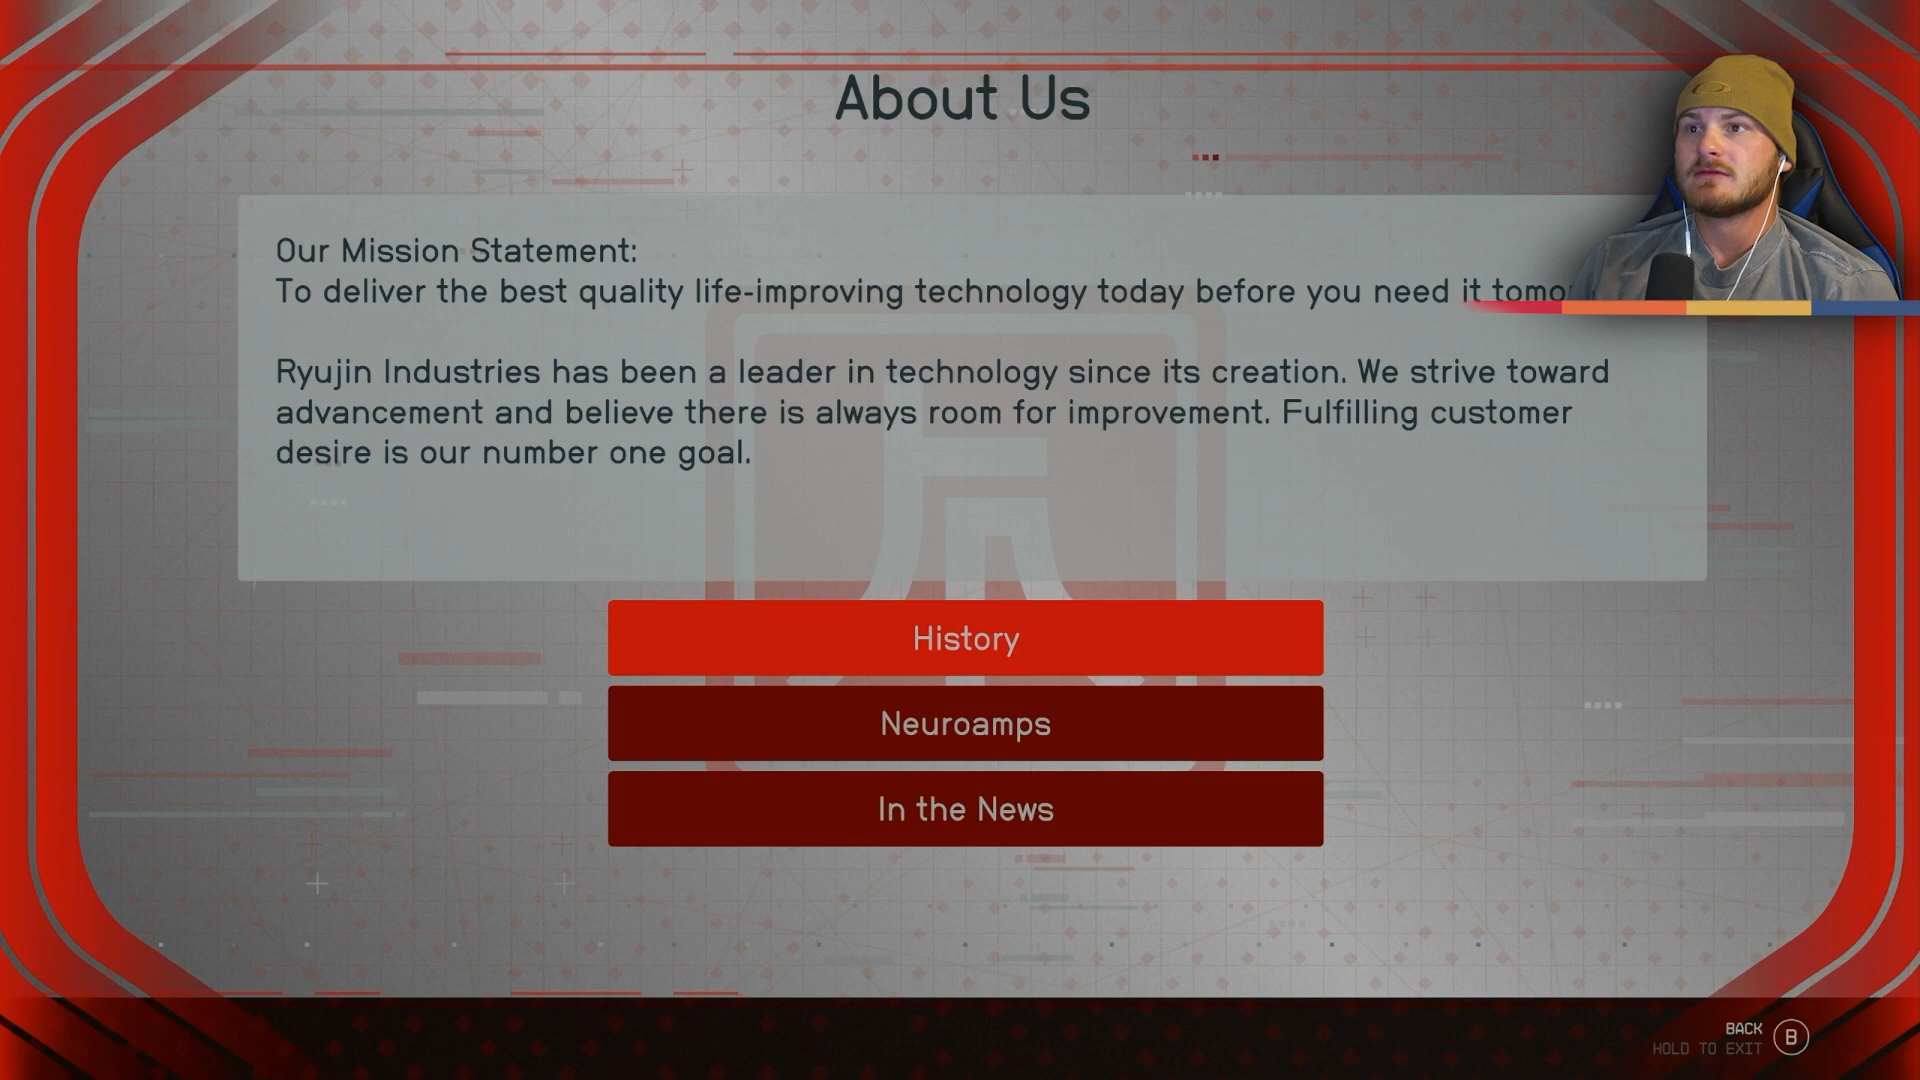 About Us
Our Mission Statement:
To deliver the best quality life-improving technology today before you need it
Ryujin Industries has been a leader in technology since its creation. We strive toward
advancement and believe there is always room for improvement. Fulfilling customer
desire is our number one goal.
History
Neuroamps
In the News
BACK
HOLD TO EXIT
B